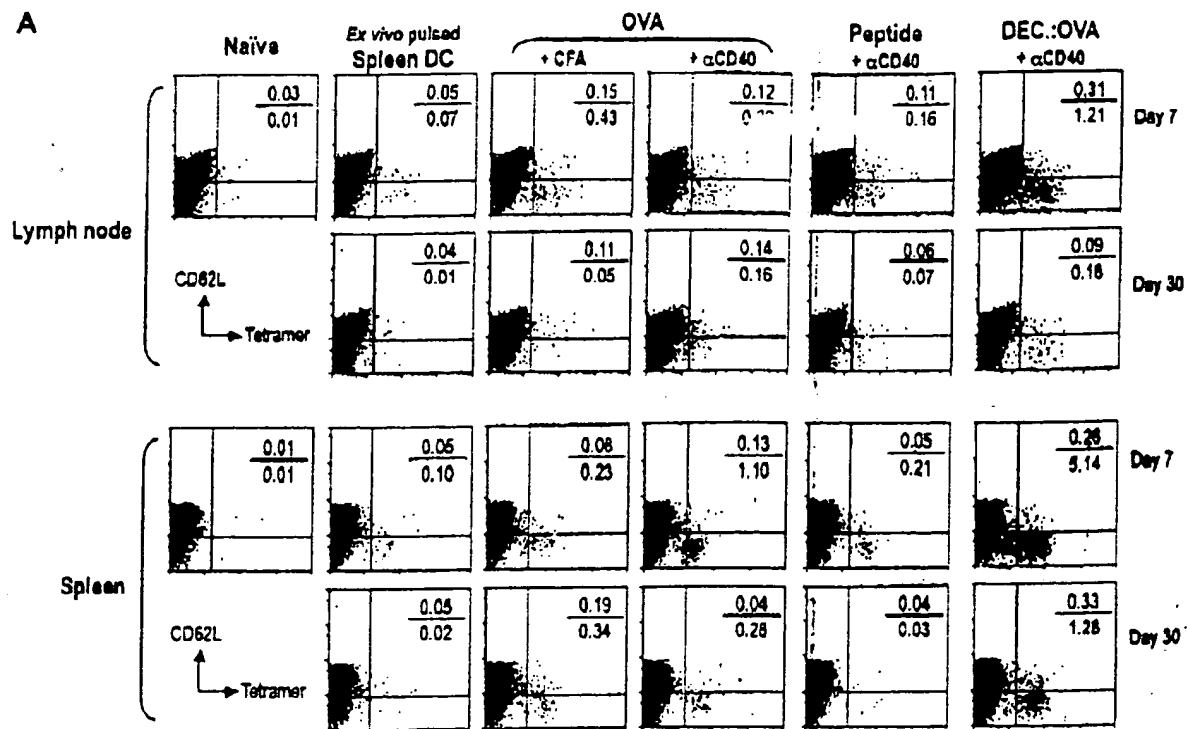 A
Naïve
Ex vivo pulsed
Spleen DC
OVA
+ CFA
+ αCD40
Peptide
+ αCD40
DEC.:OVA
+ αCD40
Lymph node
0.03
0.01
0.05
0.07
0.15
0.43
0.12
0.11
0.16
0.31
1.21
Day 7
CD62L
Tetramer
0.04
0.01
0.11
0.05
0.14
0.16
0.06
0.07
0.09
0.18
Day 30
Spleen
0.01
0.01
0.05
0.10
0.08
0.23
0.13
1.10
0.05
0.21
0.26
5.14
Day 7
CD62L
Tetramer
0.05
0.02
0.19
0.34
0.04
0.28
0.04
0.03
0.33
1.28
Day 30